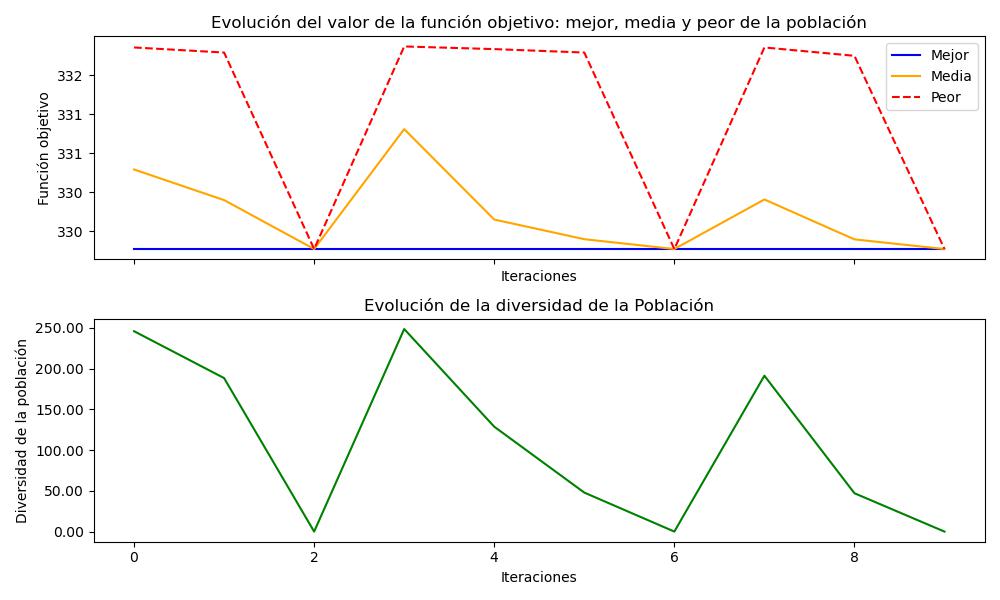 Evolución del valor de la función objetivo: mejor, media y peor de la población
Función objetivo
332
331
331
330
330
Mejor
Media
Peor
Iteraciones
Evolución de la diversidad de la Población
Diversidad de la población
250.00
200.00
150.00
100.00
50.00
0.00
0 2 4 6 8
Iteraciones